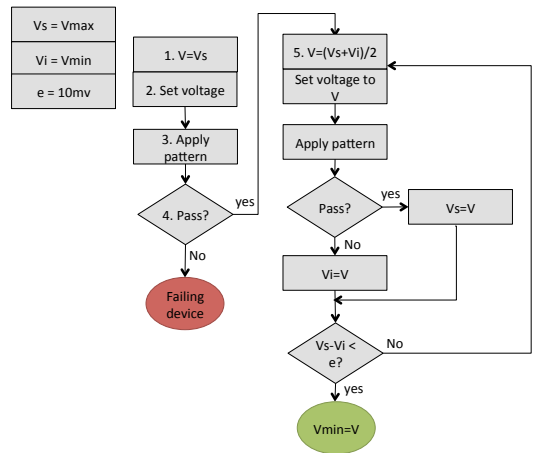 Vs = Vmax
Vi = Vmin
e = 10mv
1. V=Vs
2. Set voltage
3. Apply
pattern
4. Pass?
yes
No
Failing
device
5. V=(Vs+Vi)/2
Set voltage to
V
Apply pattern
Pass?
yes
Vs=V
No
Vi=V
Vs-Vi <
e?
No
yes
Vmin=V